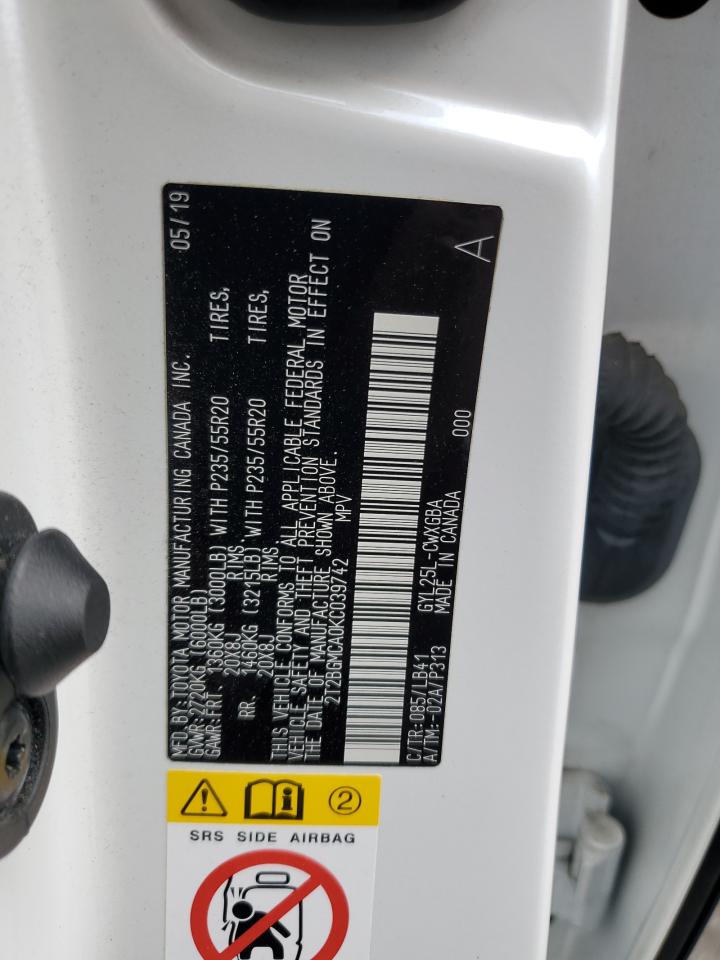 MFD. BY: TOYOTA MOTOR MANUFACTURING CANADA INC. 05/19
GVWR: 2720KG (6000LB)
GAWR: FRT. 1360KG (3000LB) WITH P235/55R20 TIRES,
20X8J RIMS
RR. 1460KG (3215LB) WITH P235/55R20 TIRES,
20X8J RIMS
THIS VEHICLE CONFORMS TO ALL APPLICABLE FEDERAL MOTOR
VEHICLE SAFETY AND THEFT PREVENTION STANDARDS IN EFFECT ON
THE DATE OF MANUFACTURE SHOWN ABOVE.
2T2BGMCA0KC039742 MPV
A
C/TR: 085/LB41 GYL25L-CWXGBA 000
A/TM: -02A/P313 MADE IN CANADA
2
SRS SIDE AIRBAG